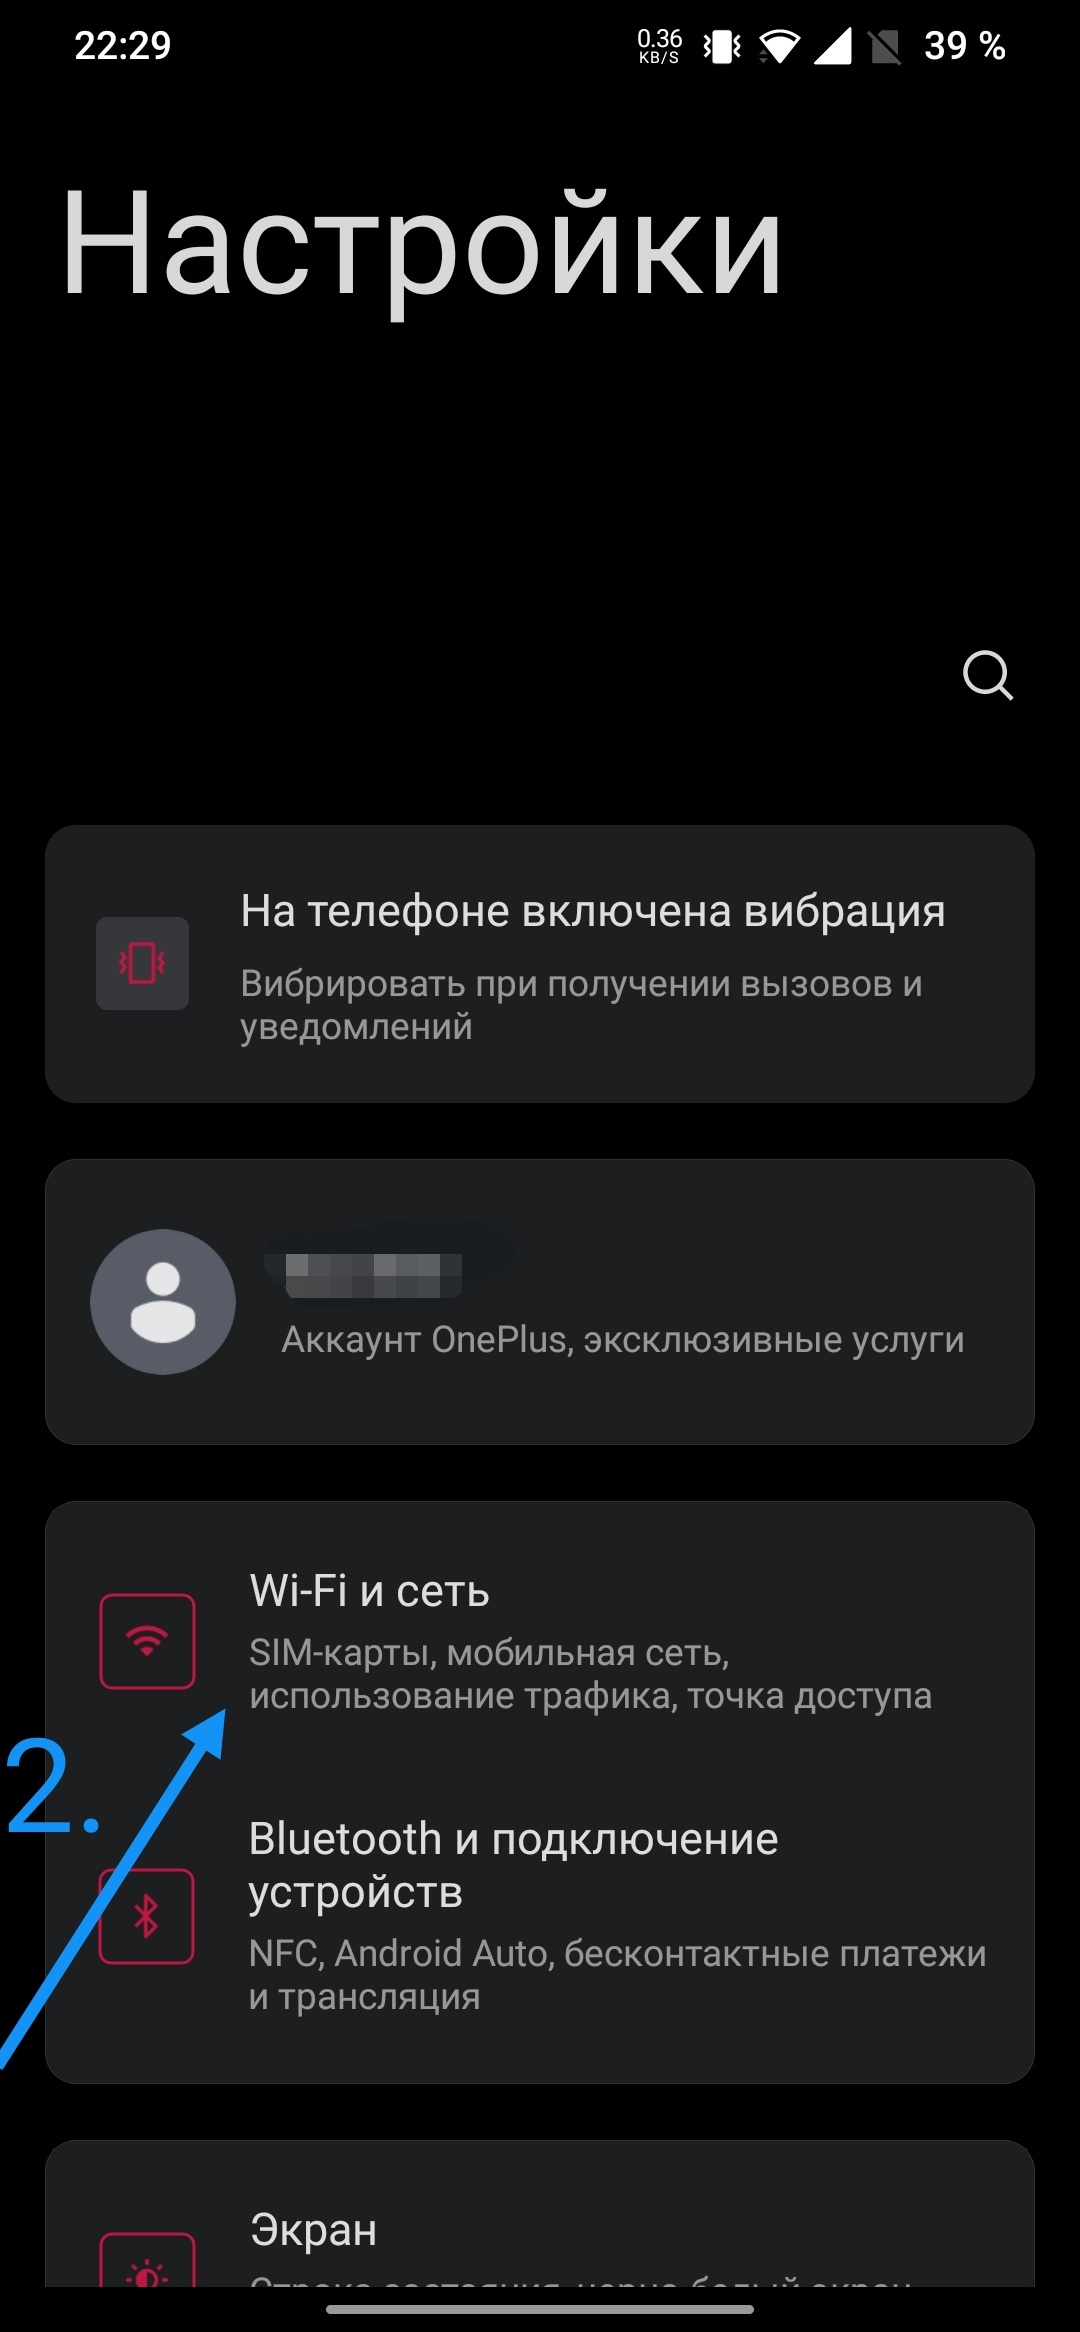 22:29
0.36
KB/S
39 %
Настройки
На телефоне включена вибрация
Вибрировать при получении вызовов и
уведомлений
Аккаунт OnePlus, эксклюзивные услуги
Wi-Fi и сеть
SIM-карты, мобильная сеть,
использование трафика, точка доступа
2.
Bluetooth и подключение
устройств
NFC, Android Auto, бесконтактные платежи
и трансляция
Экран